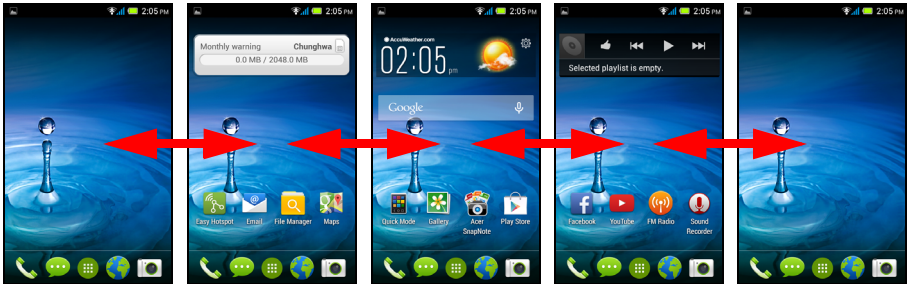 2:05 PM
2:05 PM
Monthly warning Chunghwa
0.0 MB / 2048.0 MB
Easy Hotspot Email File Manager Maps
2:05 PM
AccuWeather.com
02:05 pm
Google
Quick Mode Gallery Acer SnapNote Play Store
2:05 PM
Selected playlist is empty.
Facebook YouTube FM Radio Sound Recorder
2:05 PM